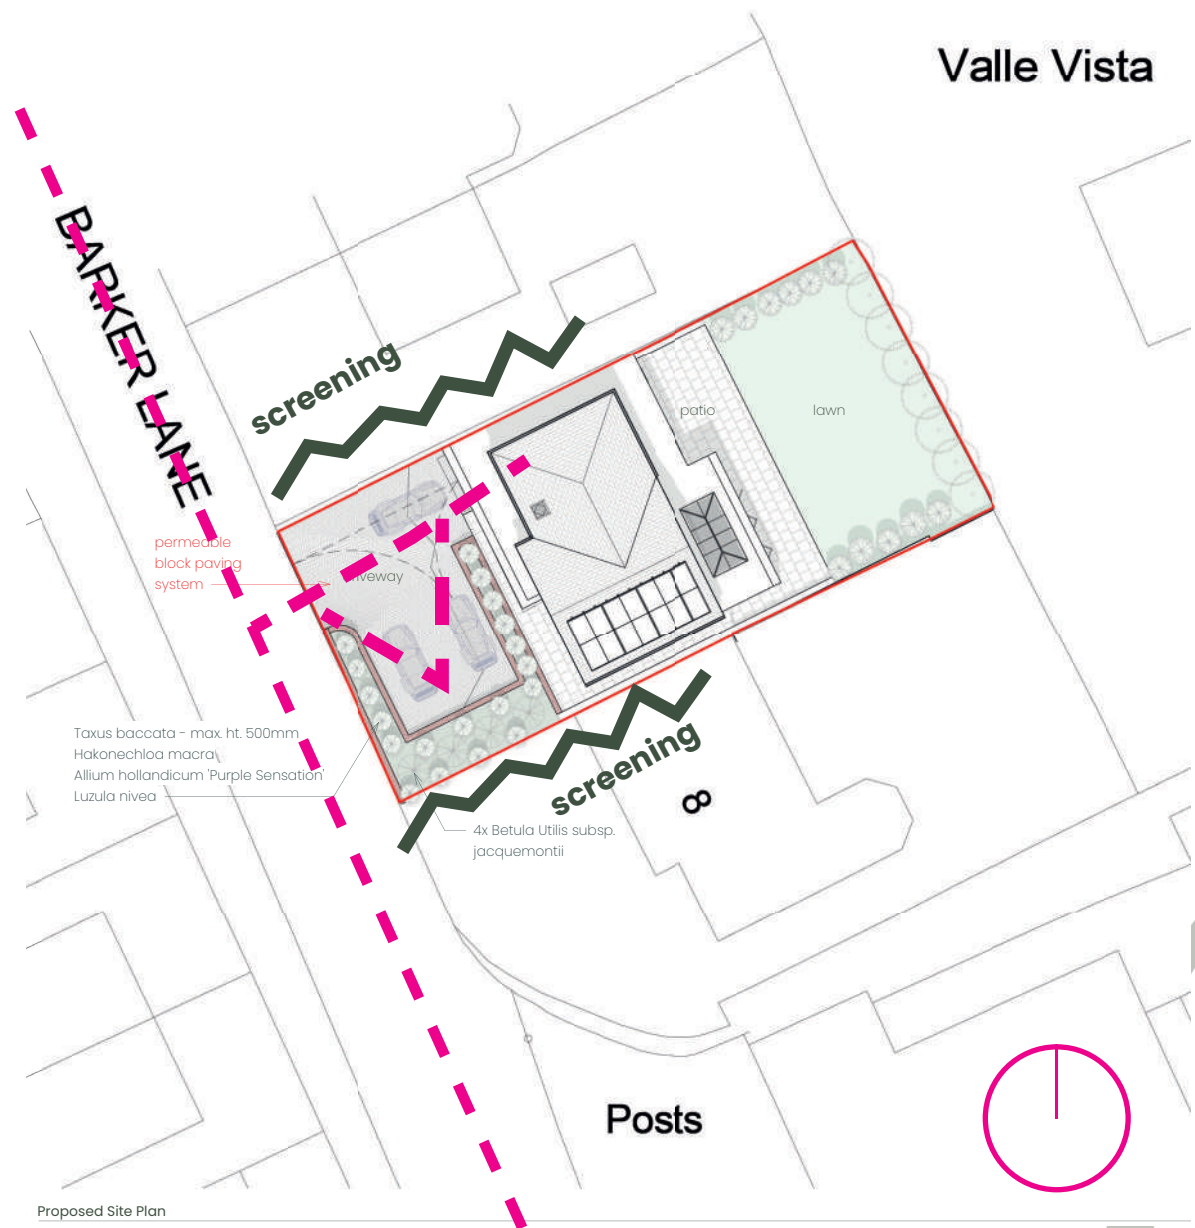 Valle Vista
BARKER LANE
screening
patio
lawn
permeable
block paving
system
driveway
Taxus baccata - max. ht. 500mm
Hakonechloa macra
Allium hollandicum 'Purple Sensation'
Luzula nivea
screening
8
4x Betula Utilis subsp.
jacquemontii
Posts
Proposed Site Plan